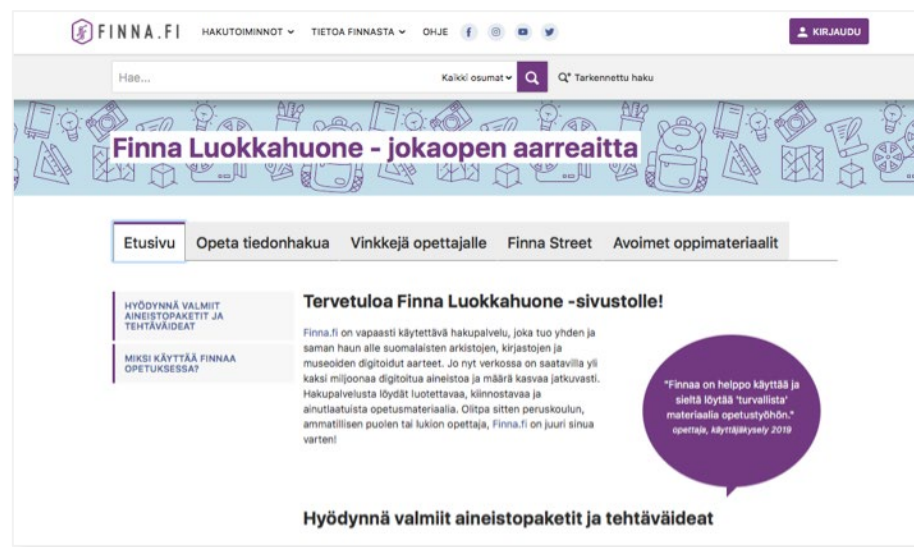 FINNA.FI HAKUTOIMINNOT TIETOA FINNASTA OHJE KIRJAUDU
Hae... Kaikki osumat Tarkennettu haku
Finna Luokkahuone - jokaopen aarreaitta
Etusivu Opeta tiedonhakua Vinkkejä opettajalle Finna Street Avoimet oppimateriaalit
HYÖDYNNÄ VALMIIT
AINEISTOPAKETIT JA
TEHTÄVÄIDEAT
MIKSI KÄYTTÄÄ FINNAA
OPETUKSESSA?
Tervetuloa Finna Luokkahuone -sivustolle!
Finna.fi on vapaasti käytettävä hakupalvelu, joka tuo yhden ja
saman haun alle suomalaisten arkistojen, kirjastojen ja
museoiden digitoidut aarteet. Jo nyt verkossa on saatavilla yli
kaksi miljoonaa digitoitua aineistoa ja määrä kasvaa jatkuvasti.
Hakupalvelusta löydät luotettavaa, kiinnostavaa ja
ainutlaatuista opetusmateriaalia. Olitpa sitten peruskoulun,
ammatillisen puolen tai lukion opettaja, Finna.fi on juuri sinua
varten!
"Finnaa on helppo käyttää ja
sieltä löytää 'turvallista'
materiaalia opetustyöhön."
opettaja, käyttäjäkysely 2019
Hyödynnä valmiit aineistopaketit ja tehtäväideat